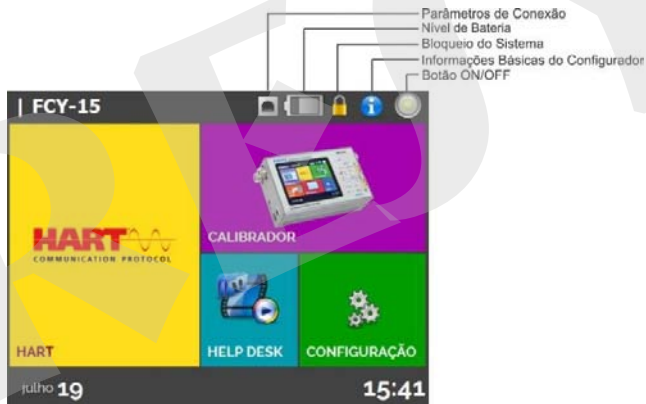 Parâmetros de Conexão
Nível de Bateria
Bloqueio do Sistema
Informações Básicas do Configurador
Botão ON/OFF
| FCY-15
HART
COMMUNICATION PROTOCOL
CALIBRADOR
HART
HELP DESK
CONFIGURAÇÃO
julho 19
15:41